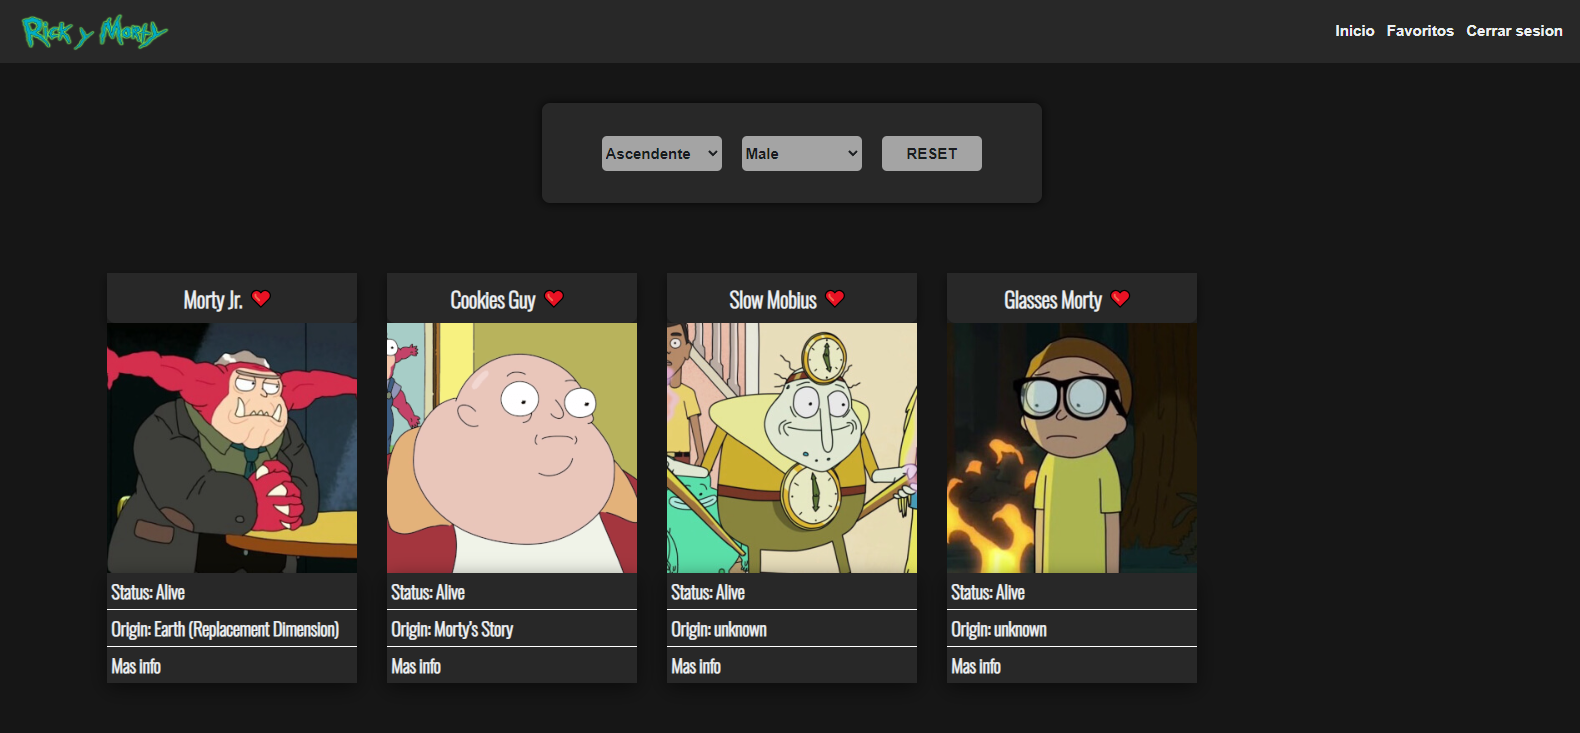 Rick y Morty
Inicio Favoritos Cerrar sesion
Ascendente Male RESET
Morty Jr.
Status: Alive
Origin: Earth (Replacement Dimension)
Mas info
Cookies Guy
Status: Alive
Origin: Morty's Story
Mas info
Slow Mobius
Status: Alive
Origin: unknown
Mas info
Glasses Morty
Status: Alive
Origin: unknown
Mas info